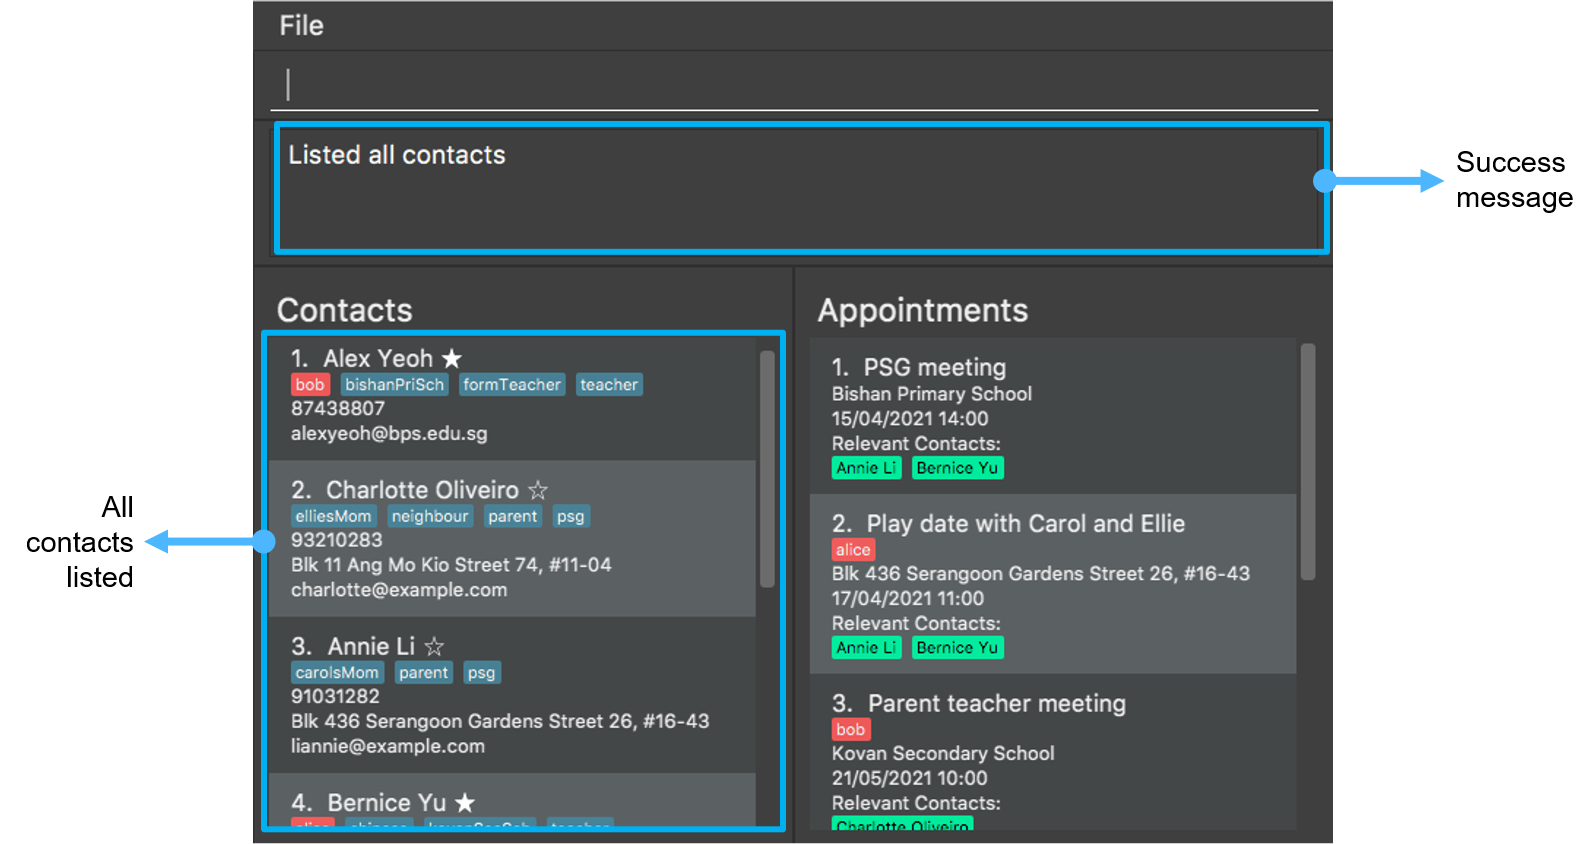 File
Listed all contacts
Success
message
Contacts
1. Alex Yeoh ★
bob bishanPriSch formTeacher teacher
87438807
alexyeoh@bps.edu.sg
2. Charlotte Oliveiro ☆
elliesMom neighbour parent psg
93210283
Blk 11 Ang Mo Kio Street 74, #11-04
charlotte@example.com
3. Annie Li ☆
carolsMom parent psg
91031282
Blk 436 Serangoon Gardens Street 26, #16-43
liannie@example.com
4. Bernice Yu ★
alice chinese kovanSecSch teacher
All
contacts
listed
Appointments
1. PSG meeting
Bishan Primary School
15/04/2021 14:00
Relevant Contacts:
Annie Li Bernice Yu
2. Play date with Carol and Ellie
alice
Blk 436 Serangoon Gardens Street 26, #16-43
17/04/2021 11:00
Relevant Contacts:
Annie Li Bernice Yu
3. Parent teacher meeting
bob
Kovan Secondary School
21/05/2021 10:00
Relevant Contacts:
Charlotte Oliveiro